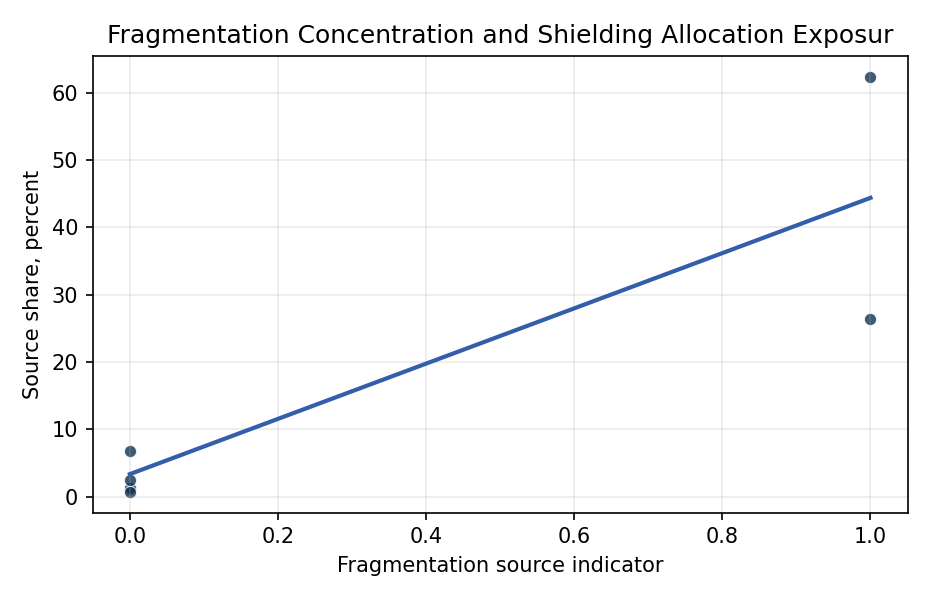 Fragmentation Concentration and Shielding Allocation Exposur
Source share, percent
60
50
40
30
20
10
0
0.0 0.2 0.4 0.6 0.8 1.0
Fragmentation source indicator